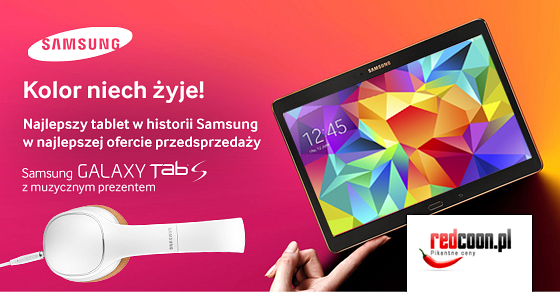 SAMSUNG
Kolor niech żyje!
Najlepszy tablet w historii Samsung
w najlepszej ofercie przedsprzedaży
Samsung GALAXY Tab S
z muzycznym prezentem
SAMSUNG
SAMSUNG
12:45
redcoon.pl
Pikantne ceny